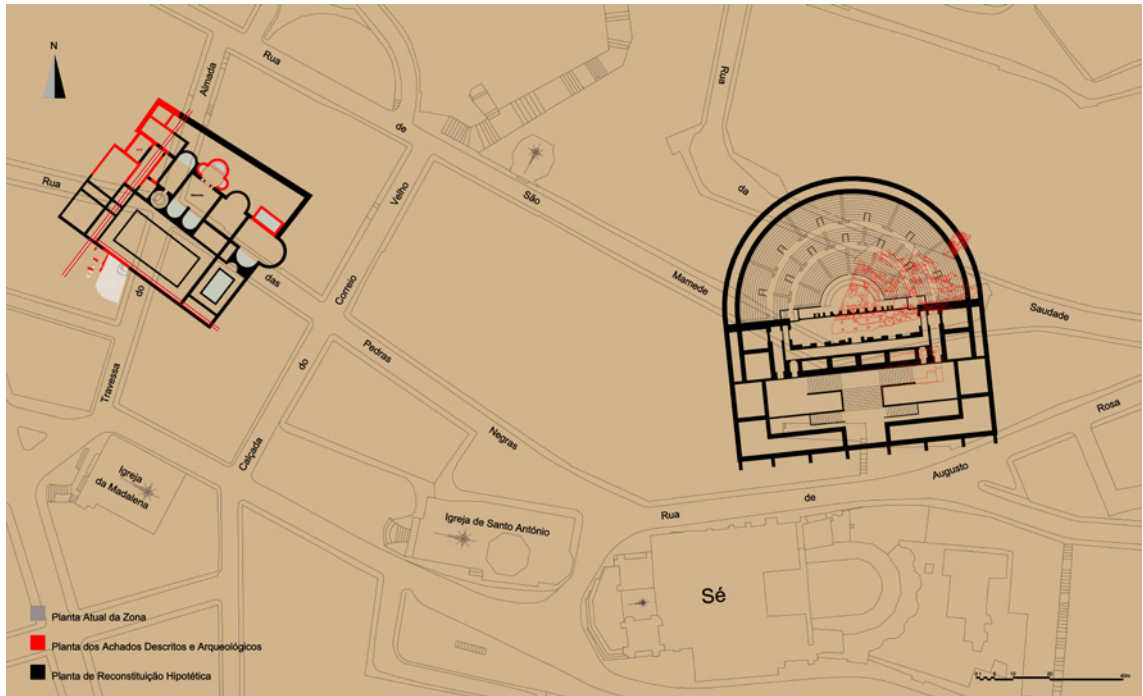 N
Rua
Almada
de
Rua
da
Rua
Velho
São
das
Correio
do
Mamede
Saudade
do
Pedras
Travessa
Negras
Rosa
Calçada
Augusto
de
Rua
Igreja
da Madalena
Igreja de Santo António
Sé
Planta Atual da Zona
Planta dos Achados Descritos e Arqueológicos
Planta de Reconstituição Hipotética